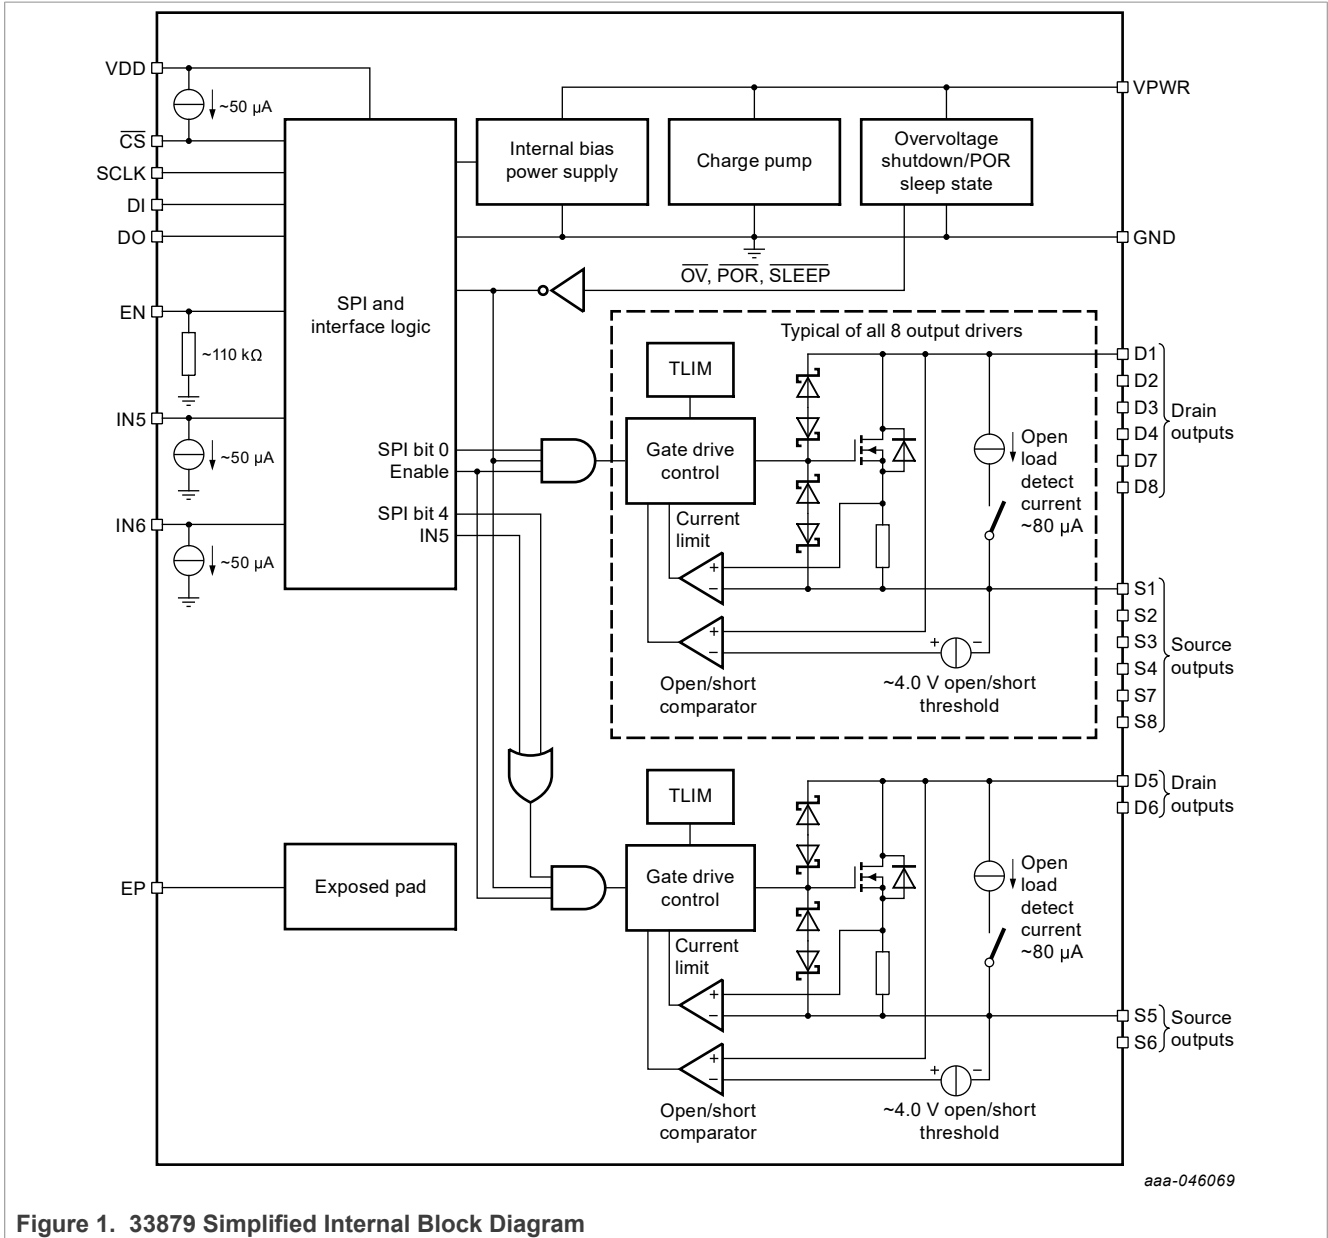 VDD
~50 µA
CS
SCLK
DI
DO
EN
~110 kΩ
IN5
~50 µA
IN6
~50 µA
EP
SPI and
interface logic
SPI bit 0
Enable
SPI bit 4
IN5
Exposed pad
Internal bias
power supply
Charge pump
Overvoltage
shutdown/POR
sleep state
OV, POR, SLEEP
VPWR
GND
Typical of all 8 output drivers
TLIM
Gate drive
control
Current
limit
+
−
+
−
Open/short
comparator
Open
load
detect
current
~80 µA
+ −
~4.0 V open/short
threshold
D1
D2
D3
D4
D7
D8
Drain
outputs
S1
S2
S3
S4
S7
S8
Source
outputs
TLIM
Gate drive
control
Current
limit
+
−
+
−
Open/short
comparator
Open
load
detect
current
~80 µA
+ −
~4.0 V open/short
threshold
D5
D6
Drain
outputs
S5
S6
Source
outputs
aaa-046069
Figure 1. 33879 Simplified Internal Block Diagram